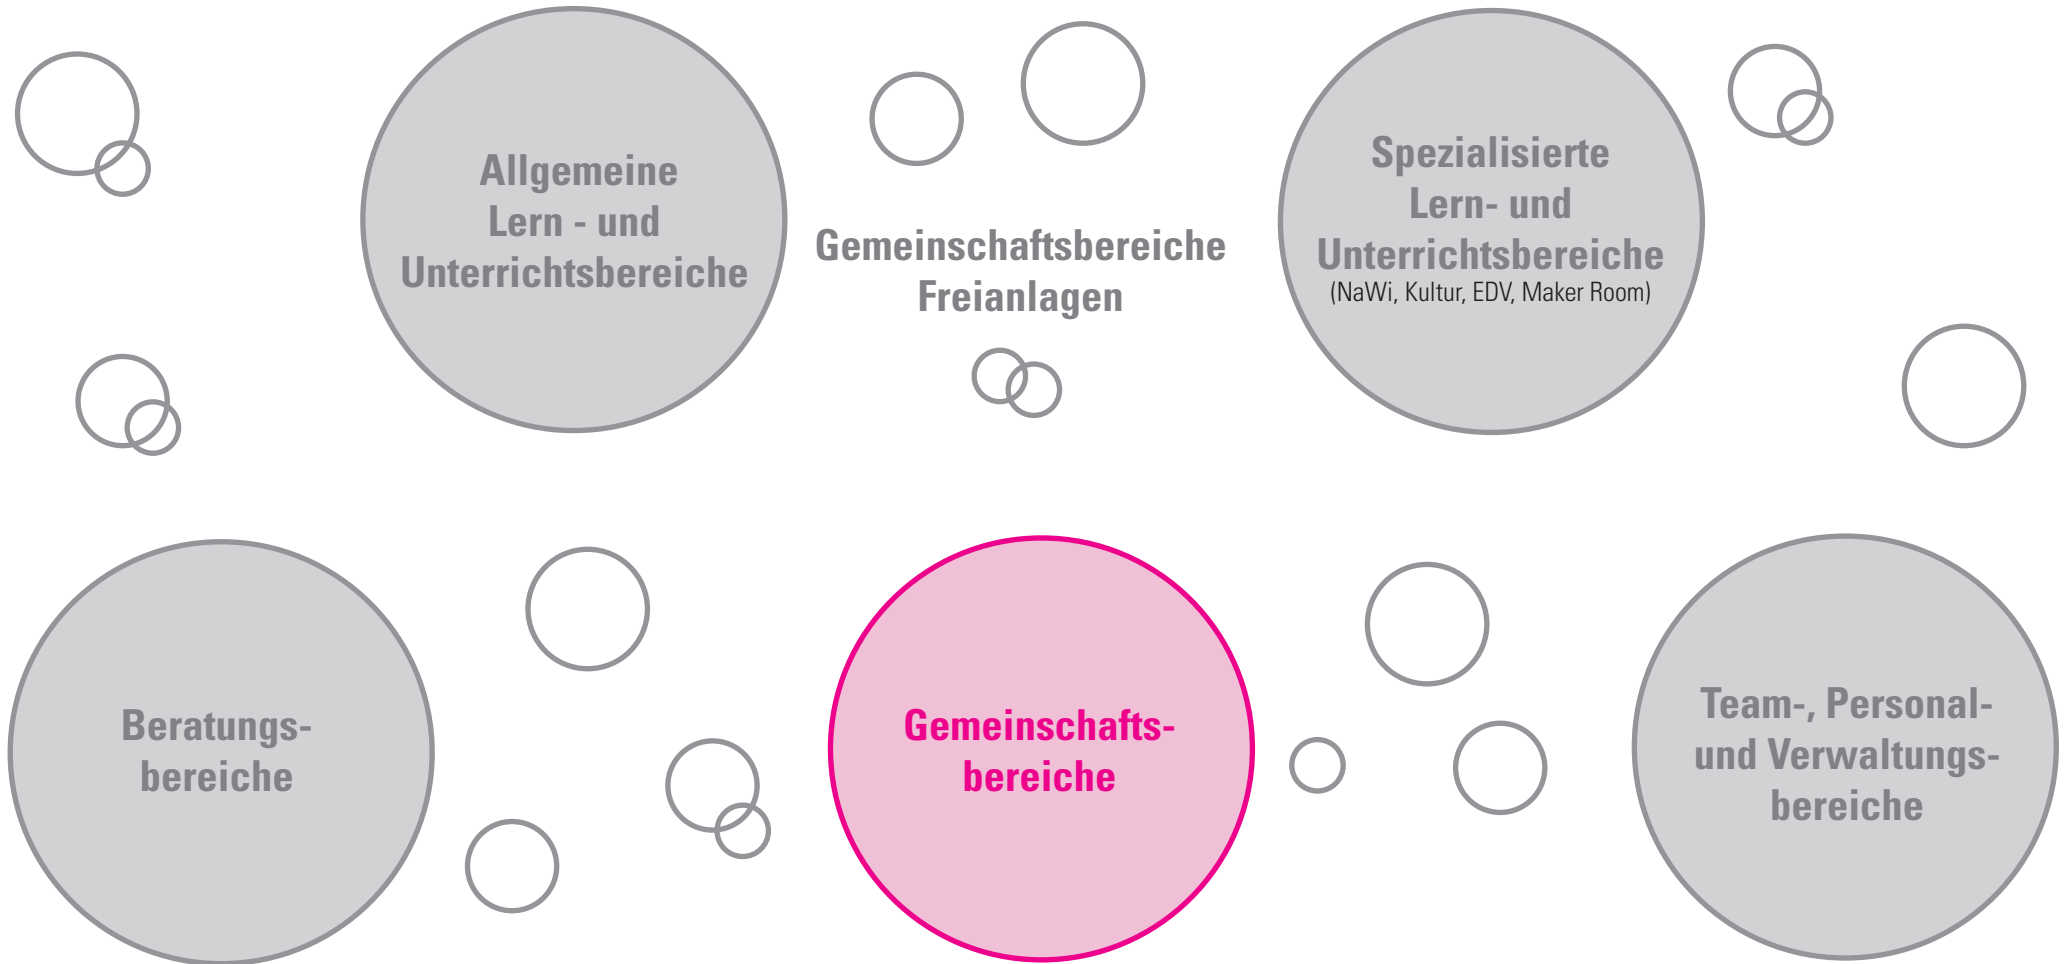 Allgemeine
Lern - und
Unterrichtsbereiche
Gemeinschaftsbereiche
Freianlagen
Spezialisierte
Lern- und
Unterrichtsbereiche
(NaWi, Kultur, EDV, Maker Room)
Beratungs-
bereiche
Gemeinschafts-
bereiche
Team-, Personal-
und Verwaltungs-
bereiche